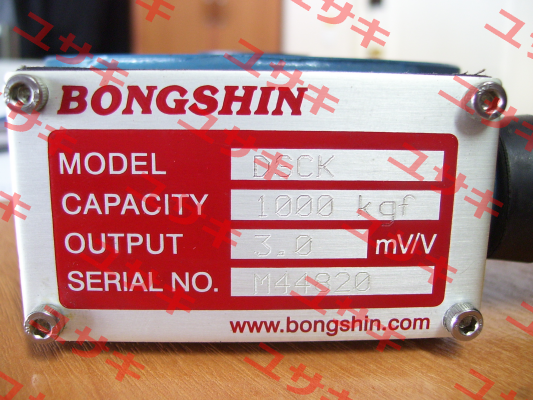 BONGSHIN
MODEL DSCK
CAPACITY 1000 kgf
OUTPUT 3.0 mV/V
SERIAL NO. M44820
www.bongshin.com
ユサキ